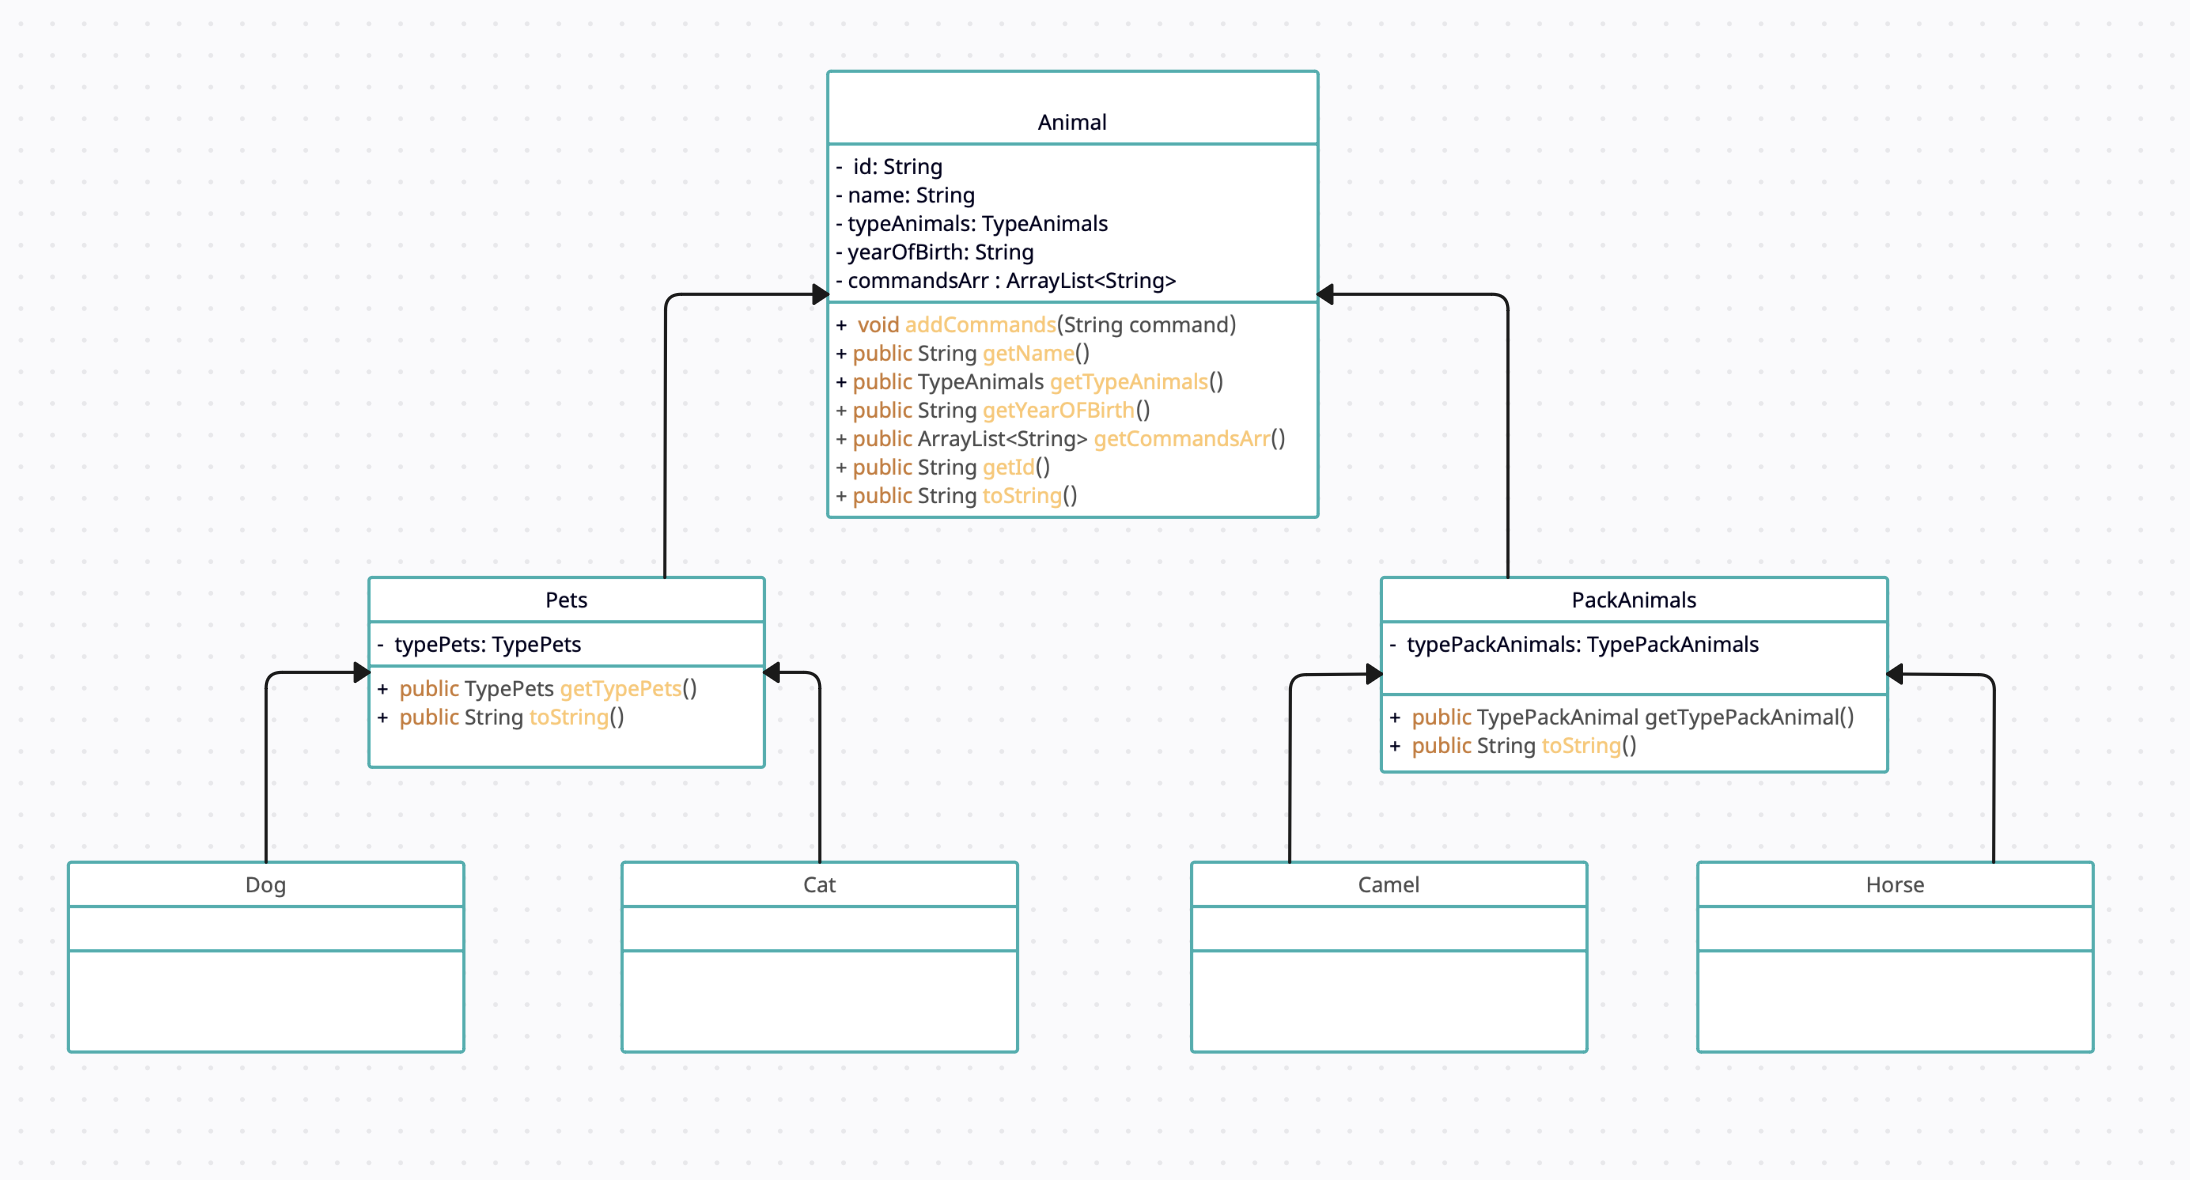 Animal
-  id: String
- name: String
- typeAnimals: TypeAnimals
- yearOfBirth: String
- commandsArr : ArrayList<String>
+  void addCommands(String command)
+ public String getName()
+ public TypeAnimals getTypeAnimals()
+ public String getYearOFBirth()
+ public ArrayList<String> getCommandsArr()
+ public String getId()
+ public String toString()
Pets
-  typePets: TypePets
+  public TypePets getTypePets()
+  public String toString()
PackAnimals
-  typePackAnimals: TypePackAnimals
+  public TypePackAnimal getTypePackAnimal()
+  public String toString()
Dog
Cat
Camel
Horse